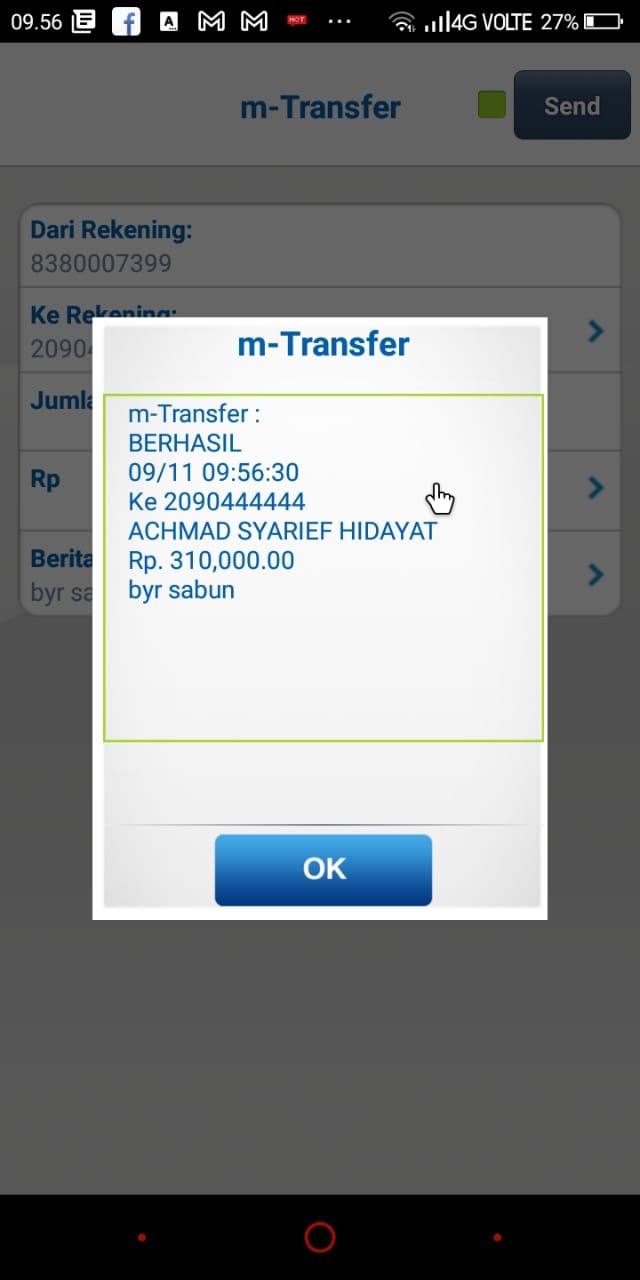 09.56
4G VOLTE 27%
m-Transfer
Send
Dari Rekening:
8380007399
Ke Rekening:
2090
Jumla
Rp
Berita
byr sa
m-Transfer
m-Transfer :
BERHASIL
09/11 09:56:30
Ke 2090444444
ACHMAD SYARIEF HIDAYAT
Rp. 310,000.00
byr sabun
OK